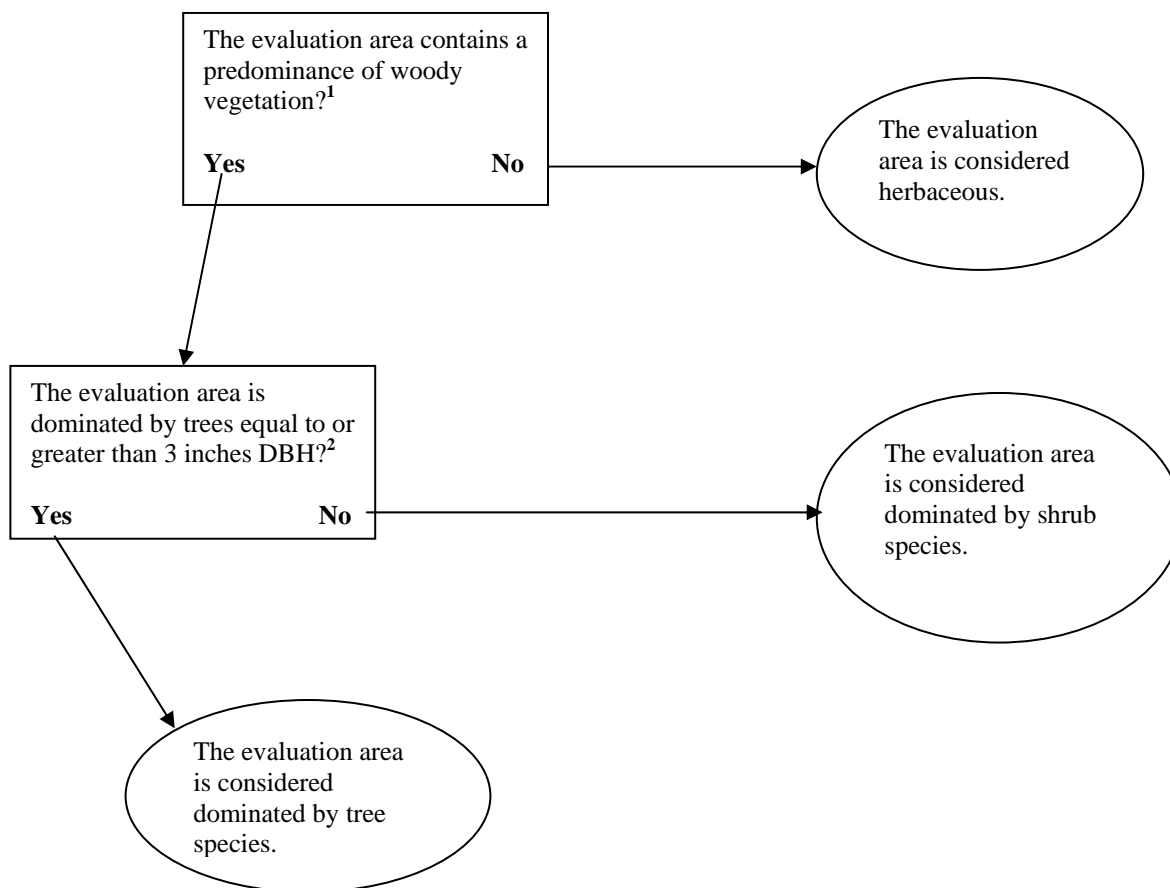 The evaluation area contains a
predominance of woody
vegetation?1
Yes No
The evaluation
area is considered
herbaceous.
The evaluation area is
dominated by trees equal to or
greater than 3 inches DBH?2
Yes No
The evaluation area
is considered
dominated by shrub
species.
The evaluation area
is considered
dominated by tree
species.